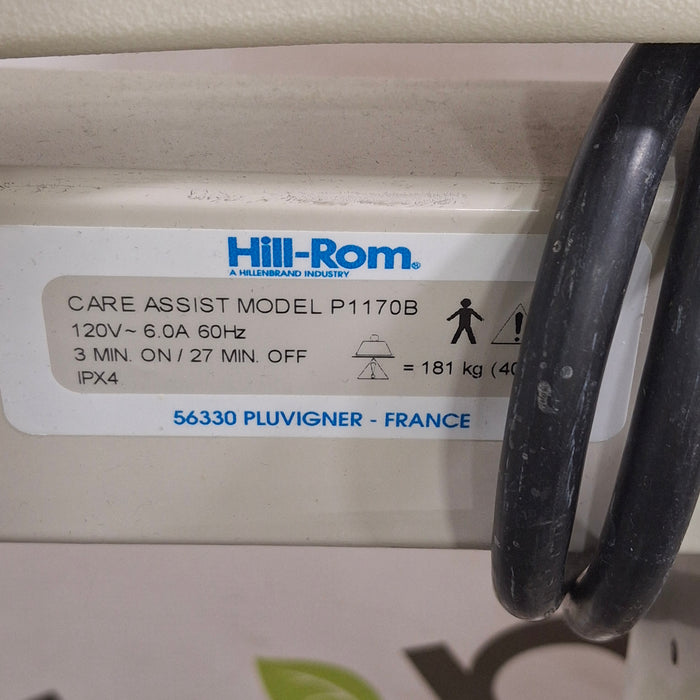 Hill-Rom®
A HILLENBRAND INDUSTRY
CARE ASSIST MODEL P1170B
120V~ 6.0A 60Hz
3 MIN. ON / 27 MIN. OFF
IPX4
= 181 kg (40
56330 PLUVIGNER - FRANCE